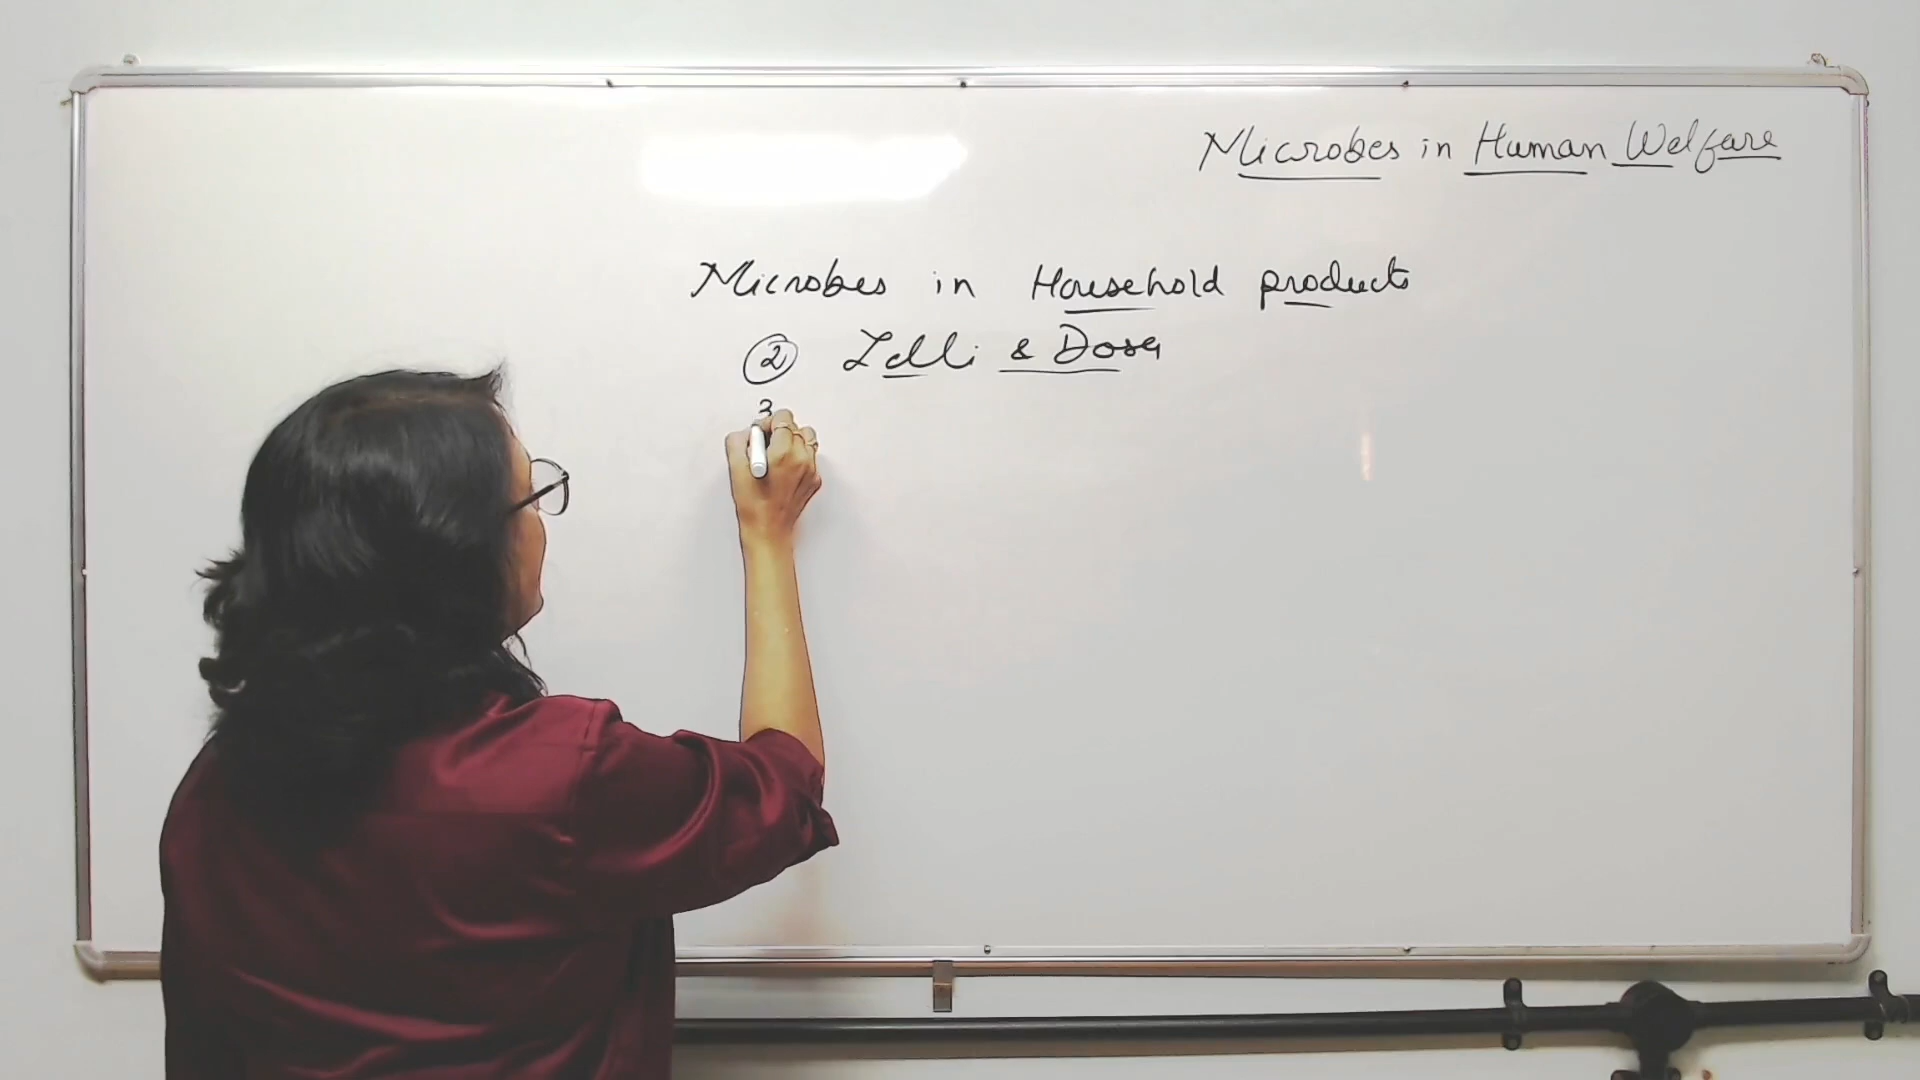 Microbes in Human Welfare
Microbes in Household products
② Idli & Dosa
3